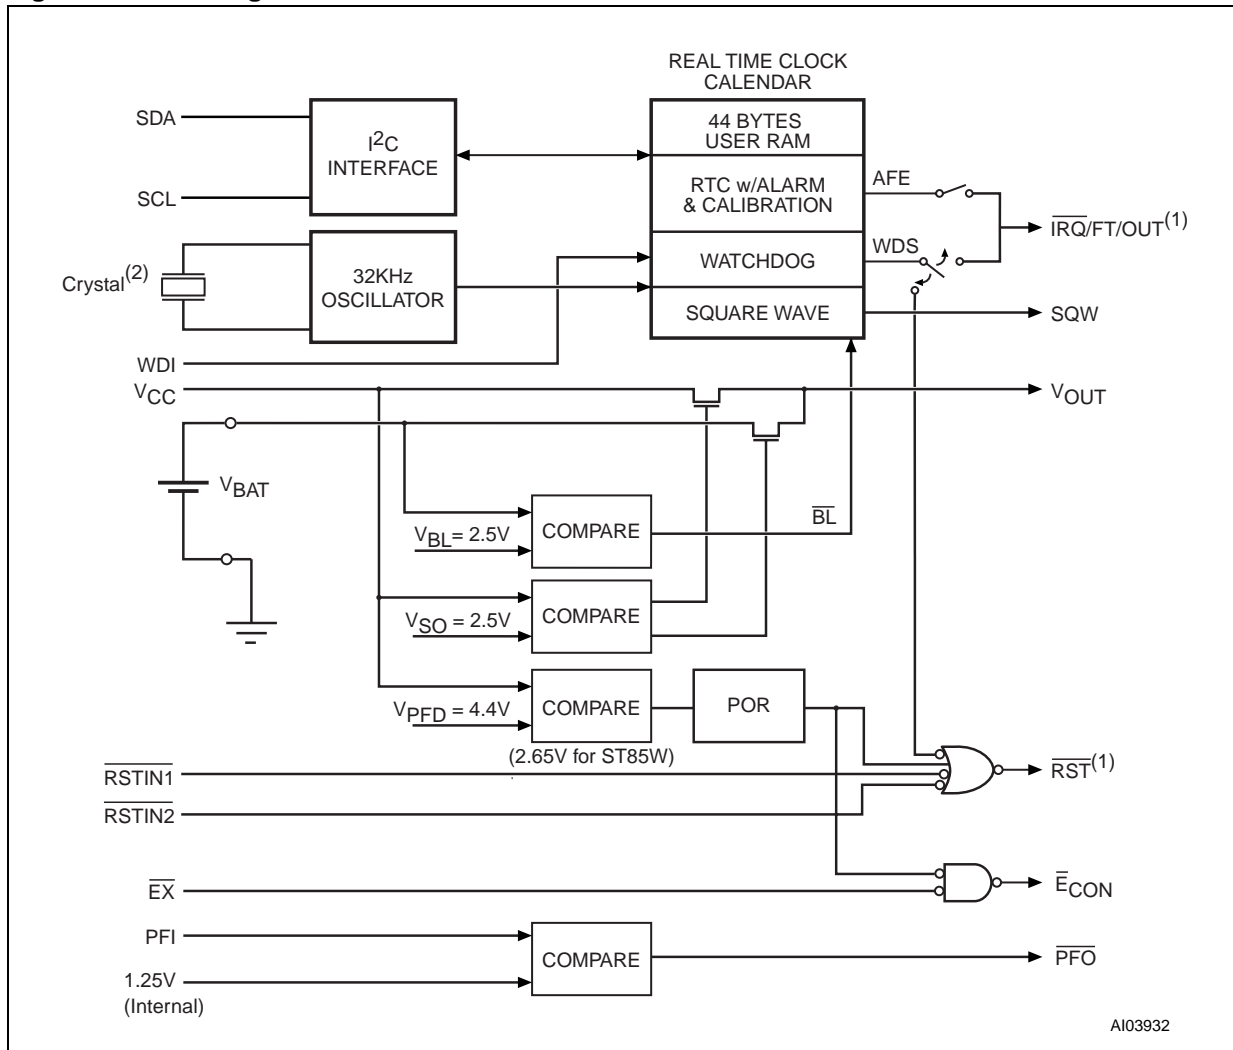 REAL TIME CLOCK
CALENDAR
SDA
SCL
I2C
INTERFACE
44 BYTES
USER RAM
RTC w/ALARM
& CALIBRATION
WATCHDOG
SQUARE WAVE
AFE
WDS
IRQ/FT/OUT(1)
SQW
Crystal(2)
32KHz
OSCILLATOR
WDI
VCC
VOUT
VBAT
VBL= 2.5V
COMPARE
BL
VSO = 2.5V
COMPARE
VPFD = 4.4V
COMPARE
POR
(2.65V for ST85W)
RSTIN1
RST(1)
RSTIN2
EX
ECON
PFI
COMPARE
PFO
1.25V
(Internal)
AI03932